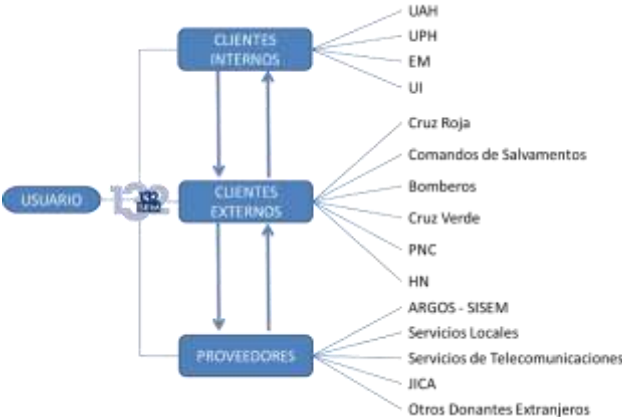 CLIENTES
INTERNOS
UAH
UPH
EM
UI
USUARIO
132
CLIENTES
EXTERNOS
Cruz Roja
Comandos de Salvamentos
Bomberos
Cruz Verde
PNC
HN
PROVEEDORES
ARGOS - SISEM
Servicios Locales
Servicios de Telecomunicaciones
JICA
Otros Donantes Extranjeros